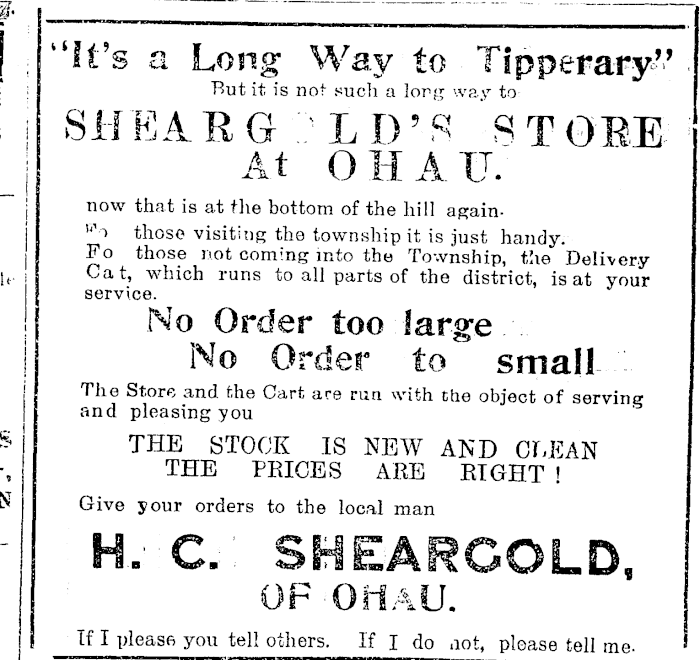 "It's a Long Way to Tipperary"
But it is not such a long way to
SHEARGOLD'S STORE
At OHAU.
now that is at the bottom of the hill again.
those visiting the township it is just handy.
Fo those not coming into the Township, the Delivery
Cat, which runs to all parts of the district, is at your
service.
No Order too large
No Order to small
The Store and the Cart are run with the object of serving
and pleasing you
THE STOCK IS NEW AND CLEAN
THE PRICES ARE RIGHT!
Give your orders to the local man
H. C. SHEARGOLD,
OF OHAU.
If I please you tell others. If I do not, please tell me.